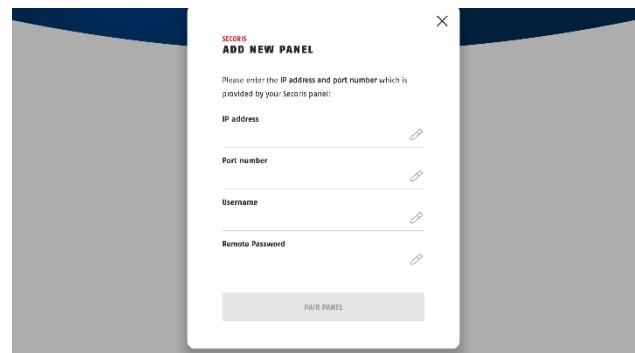 SECORIS
ADD NEW PANEL
Please enter the IP address and port number which is
provided by your Secoris panel:
IP address
Port number
Username
Remote Password
PAIR PANEL